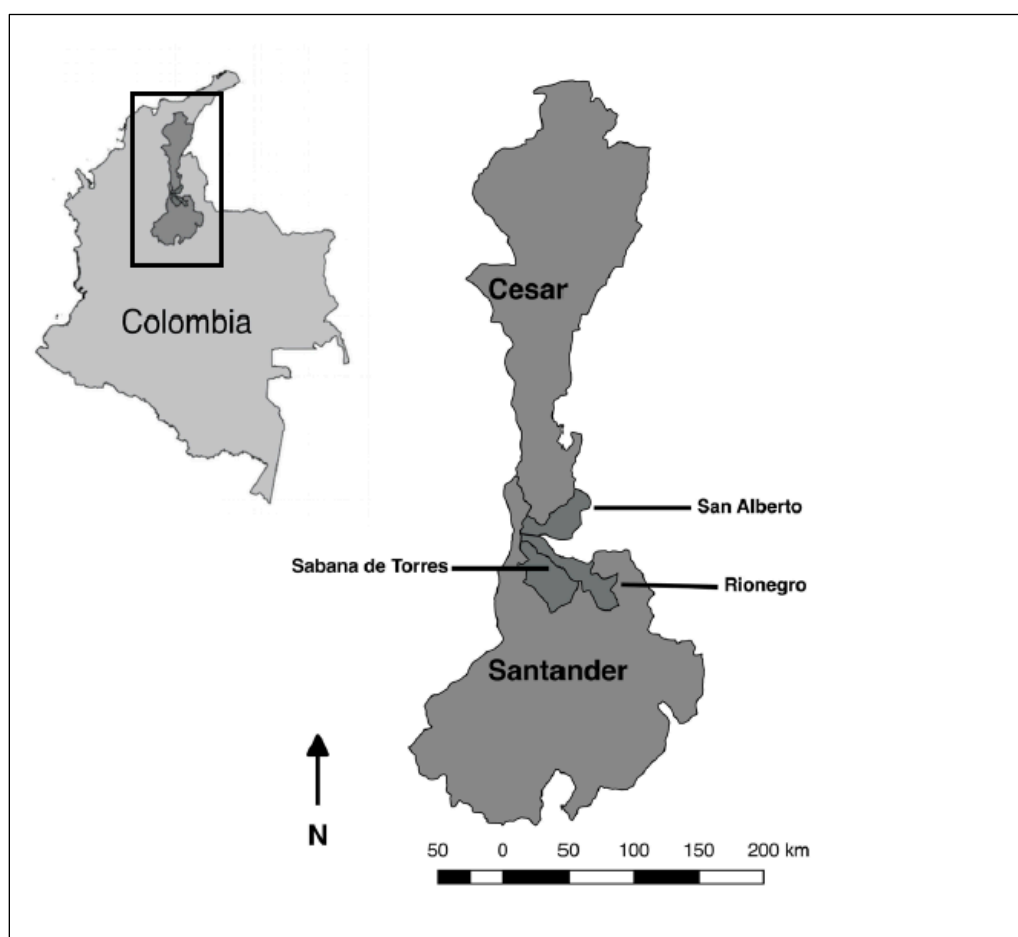 Colombia
Cesar
San Alberto
Sabana de Torres
Rionegro
Santander
N
50 0 50 100 150 200 km